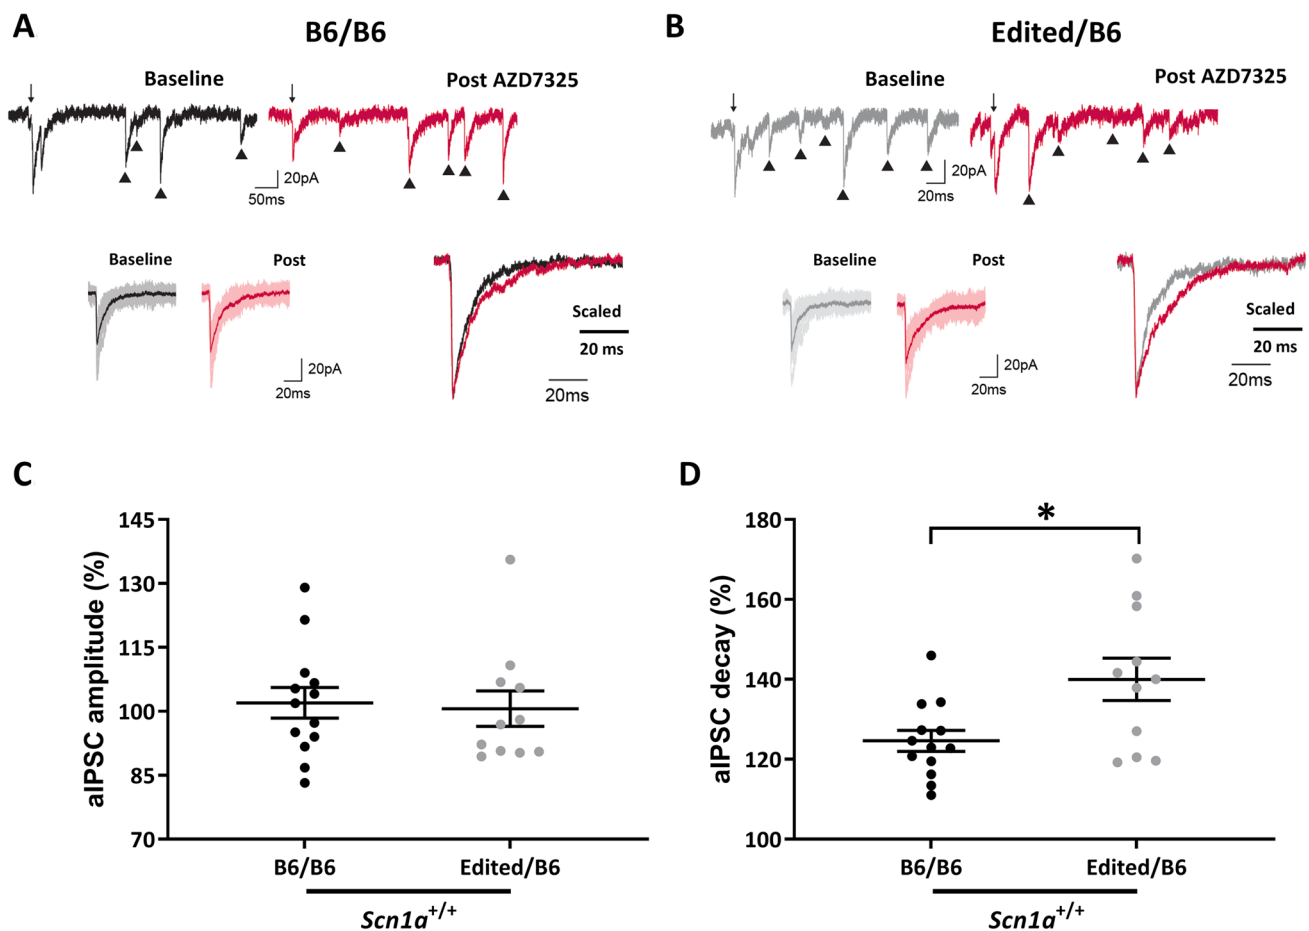 A
B6/B6
Baseline
Post AZD7325
20pA
50ms
Baseline
Post
20pA
20ms
Scaled
20 ms
20ms
B
Edited/B6
Baseline
Post AZD7325
20pA
20ms
Baseline
Post
20pA
20ms
Scaled
20 ms
20ms
C
aIPSC amplitude (%)
145
130
115
100
85
70
B6/B6
Edited/B6
Scn1a+/+
D
*
aIPSC decay (%)
180
160
140
120
100
B6/B6
Edited/B6
Scn1a+/+